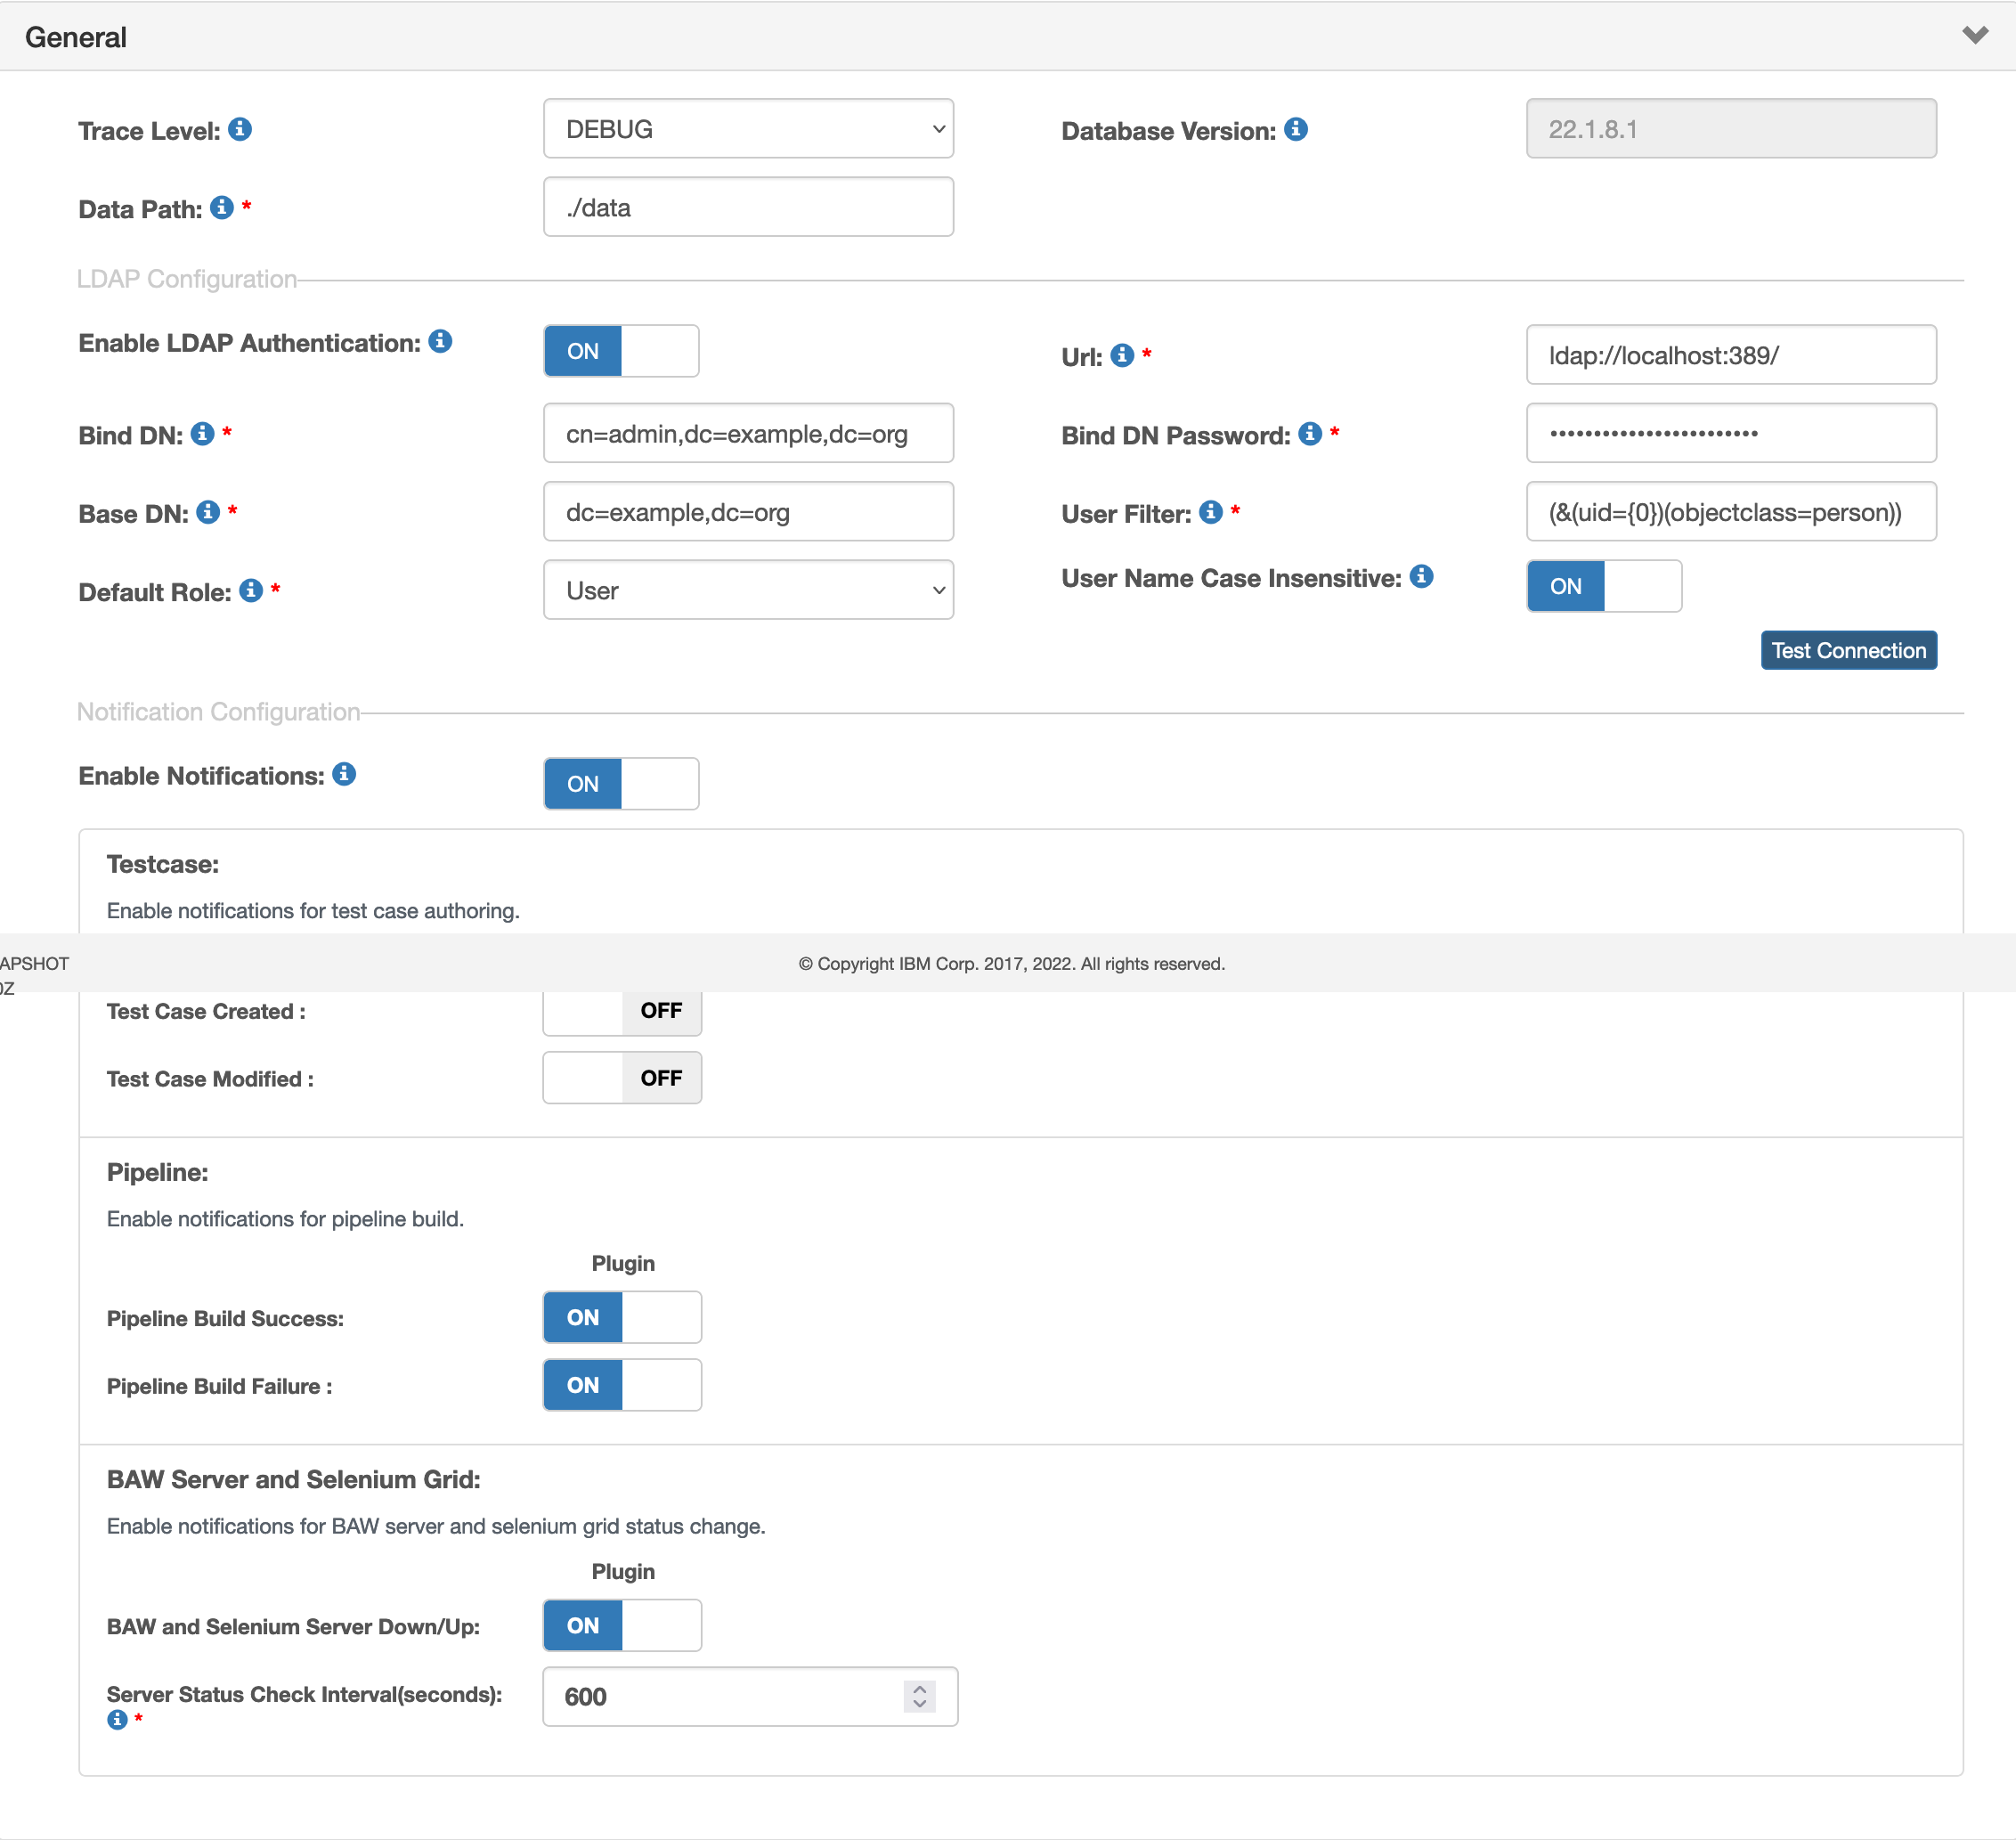 General
Trace Level: DEBUG Database Version: 22.1.8.1
Data Path: * ./data
LDAP Configuration
Enable LDAP Authentication: ON Url: * ldap://localhost:389/
Bind DN: * cn=admin,dc=example,dc=org Bind DN Password: * ••••••••••••••••••••••••
Base DN: * dc=example,dc=org User Filter: * (&(uid={0})(objectclass=person))
Default Role: * User User Name Case Insensitive: ON
Test Connection
Notification Configuration
Enable Notifications: ON
Testcase:
Enable notifications for test case authoring.
APSHOT © Copyright IBM Corp. 2017, 2022. All rights reserved.
0Z
Test Case Created : OFF
Test Case Modified : OFF
Pipeline:
Enable notifications for pipeline build.
Plugin
Pipeline Build Success: ON
Pipeline Build Failure : ON
BAW Server and Selenium Grid:
Enable notifications for BAW server and selenium grid status change.
Plugin
BAW and Selenium Server Down/Up: ON
Server Status Check Interval(seconds): 600
*